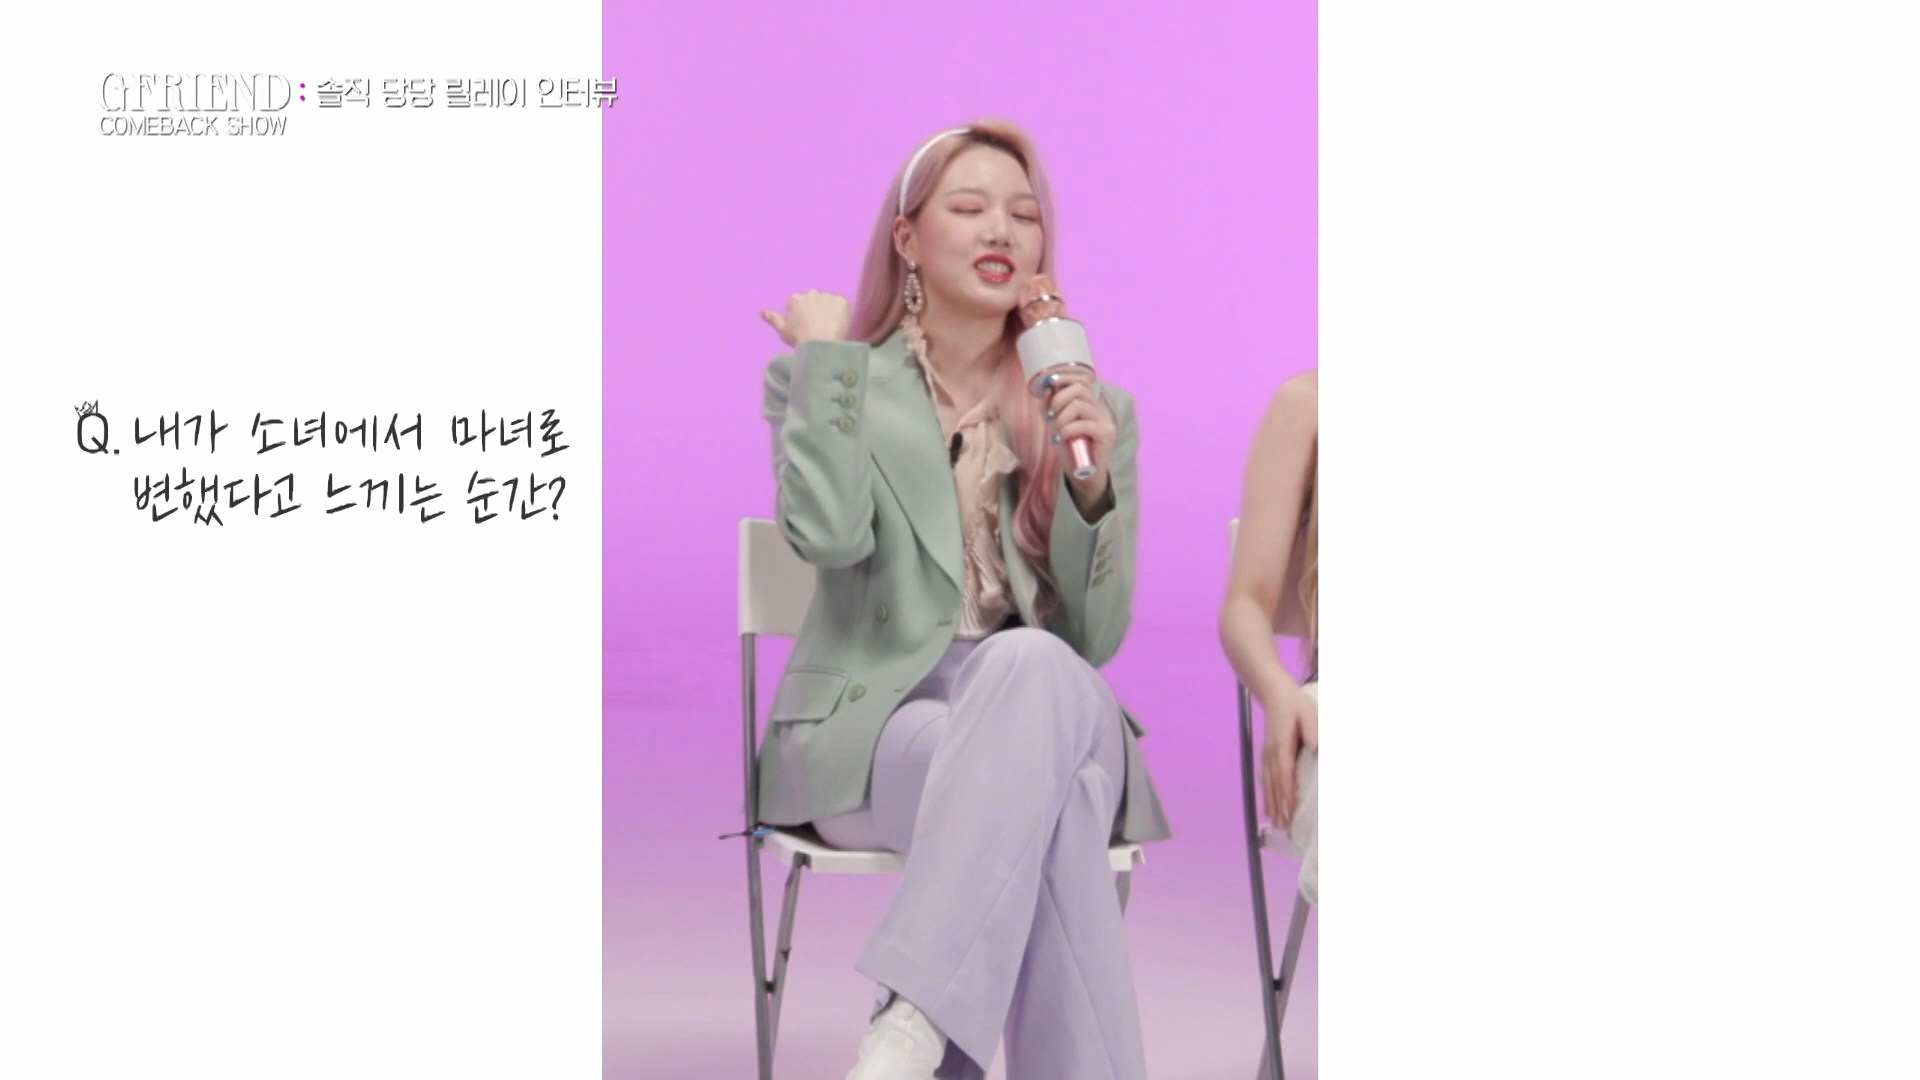 GFRIEND : 솔직 당당 릴레이 인터뷰
COMEBACK SHOW
Q. 내가 소녀에서 마녀로
변했다고 느끼는 순간?